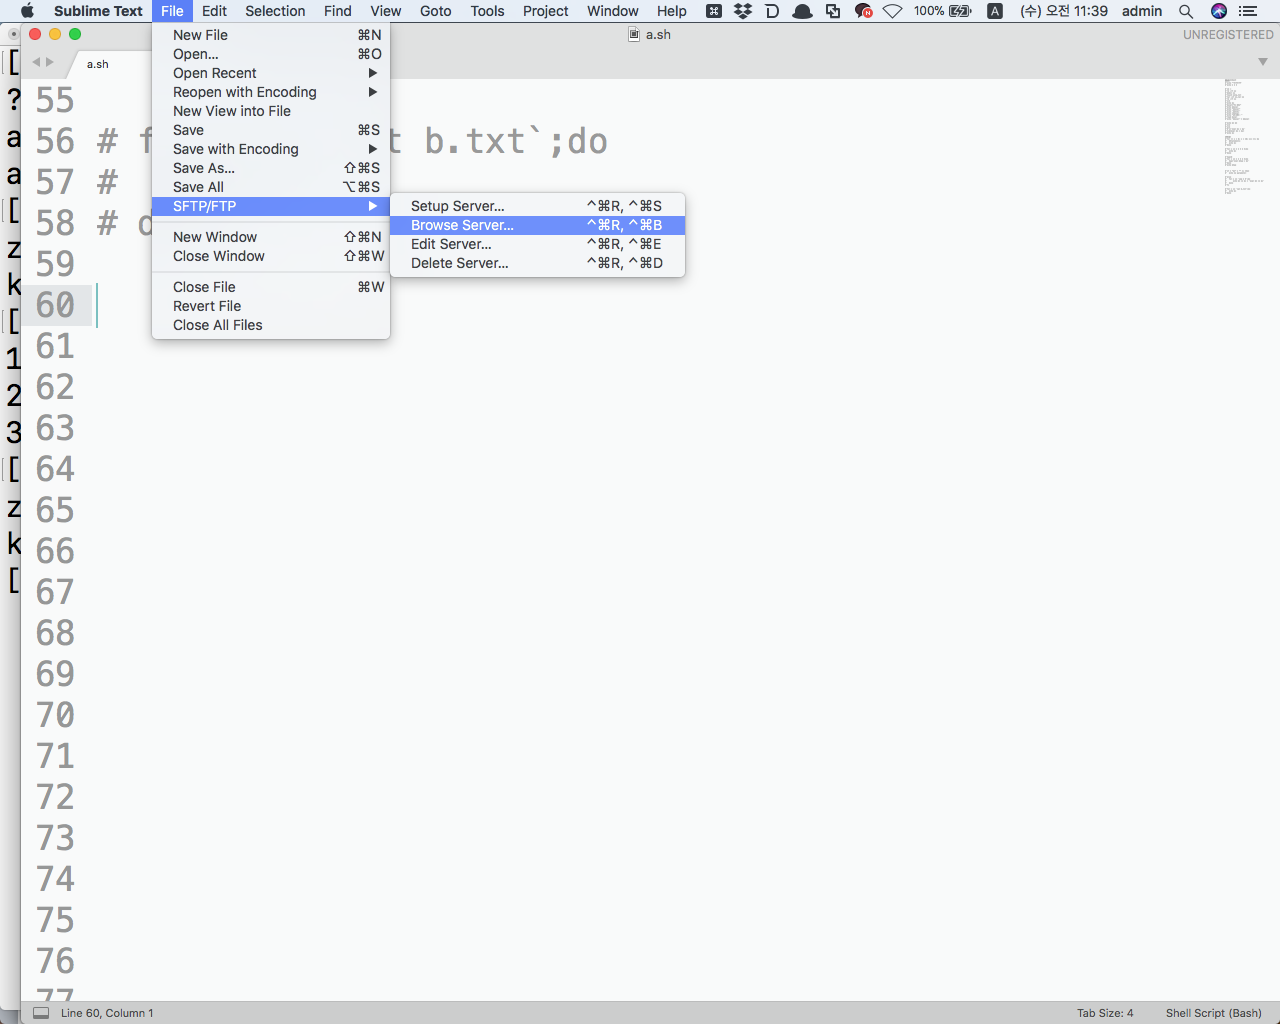 Sublime Text File Edit Selection Find View Goto Tools Project Window Help 100% A (수) 오전 11:39 admin
a.sh UNREGISTERED
a.sh
New File ⌘N
Open... ⌘O
Open Recent ▶
Reopen with Encoding ▶
New View into File
Save ⌘S
Save with Encoding ▶
Save As... ⇧⌘S
Save All ⌥⌘S
SFTP/FTP ▶
New Window ⇧⌘N
Close Window ⇧⌘W
Close File ⌘W
Revert File
Close All Files
Setup Server... ^⌘R, ^⌘S
Browse Server... ^⌘R, ^⌘B
Edit Server... ^⌘R, ^⌘E
Delete Server... ^⌘R, ^⌘D
[
?
a
a
[
z
k
[
1
2
3
[
z
k
[
55
56 # f t b.txt`;do
57 #
58 # d
59
60
61
62
63
64
65
66
67
68
69
70
71
72
73
74
75
76
77
Line 60, Column 1 Tab Size: 4 Shell Script (Bash)